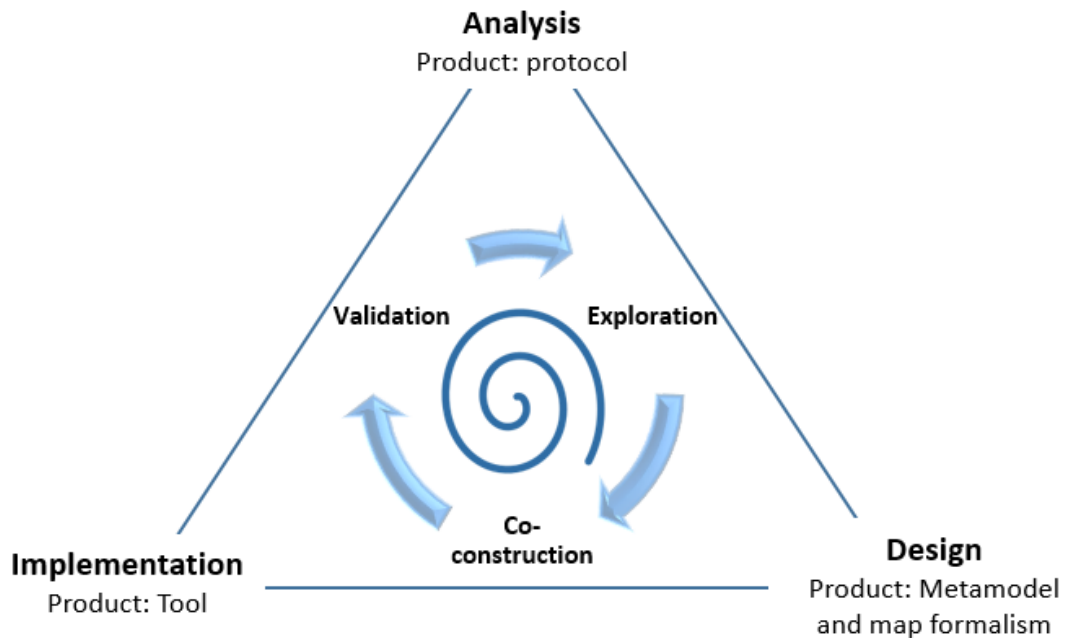 Analysis
Product: protocol
Validation
Exploration
Co-
construction
Implementation
Product: Tool
Design
Product: Metamodel
and map formalism